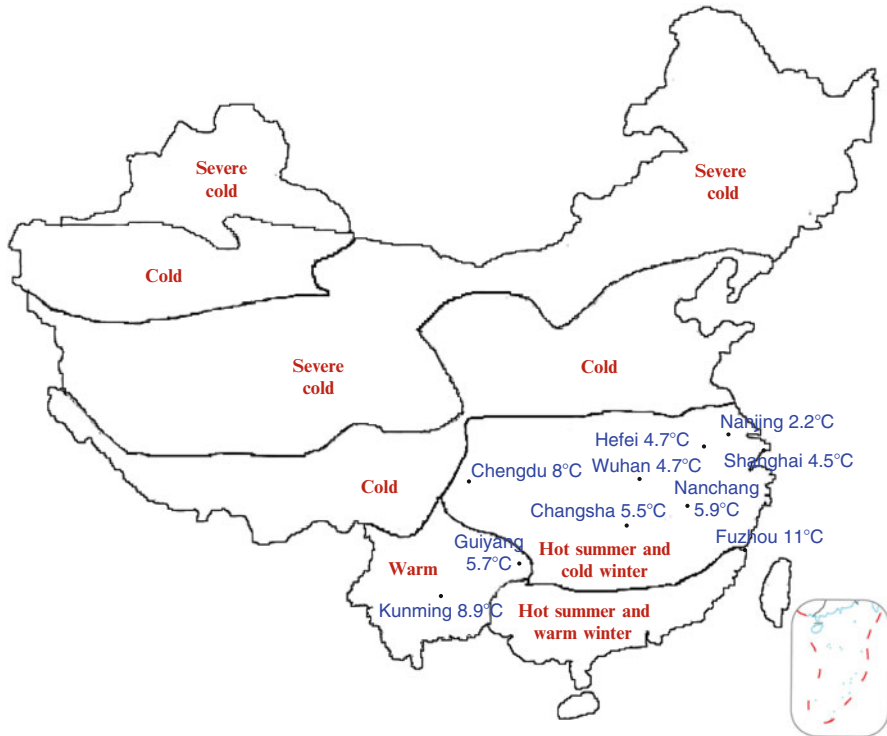 Severe
cold
Severe
cold
Cold
Severe
cold
Cold
Nanjing 2.2°C
Hefei 4.7°C
Shanghai 4.5°C
Wuhan 4.7°C
Chengdu 8°C
Cold
Nanchang
5.9°C
Changsha 5.5°C
Fuzhou 11°C
Guiyang
5.7°C
Hot summer and
cold winter
Warm
Kunming 8.9°C
Hot summer and
warm winter